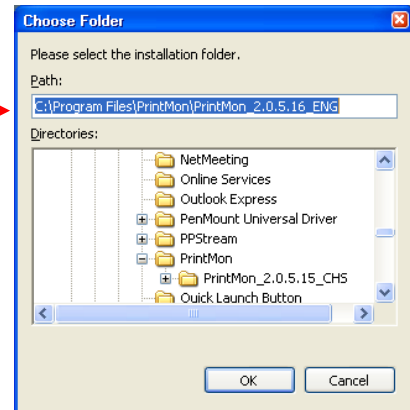 Choose Folder
Please select the installation folder.
Path:
C:\Program Files\PrintMon\PrintMon_2.0.5.16_ENG
Directories:
NetMeeting
Online Services
Outlook Express
PenMount Universal Driver
PPStream
PrintMon
PrintMon_2.0.5.15_CHS
Quick Launch Button
OK Cancel